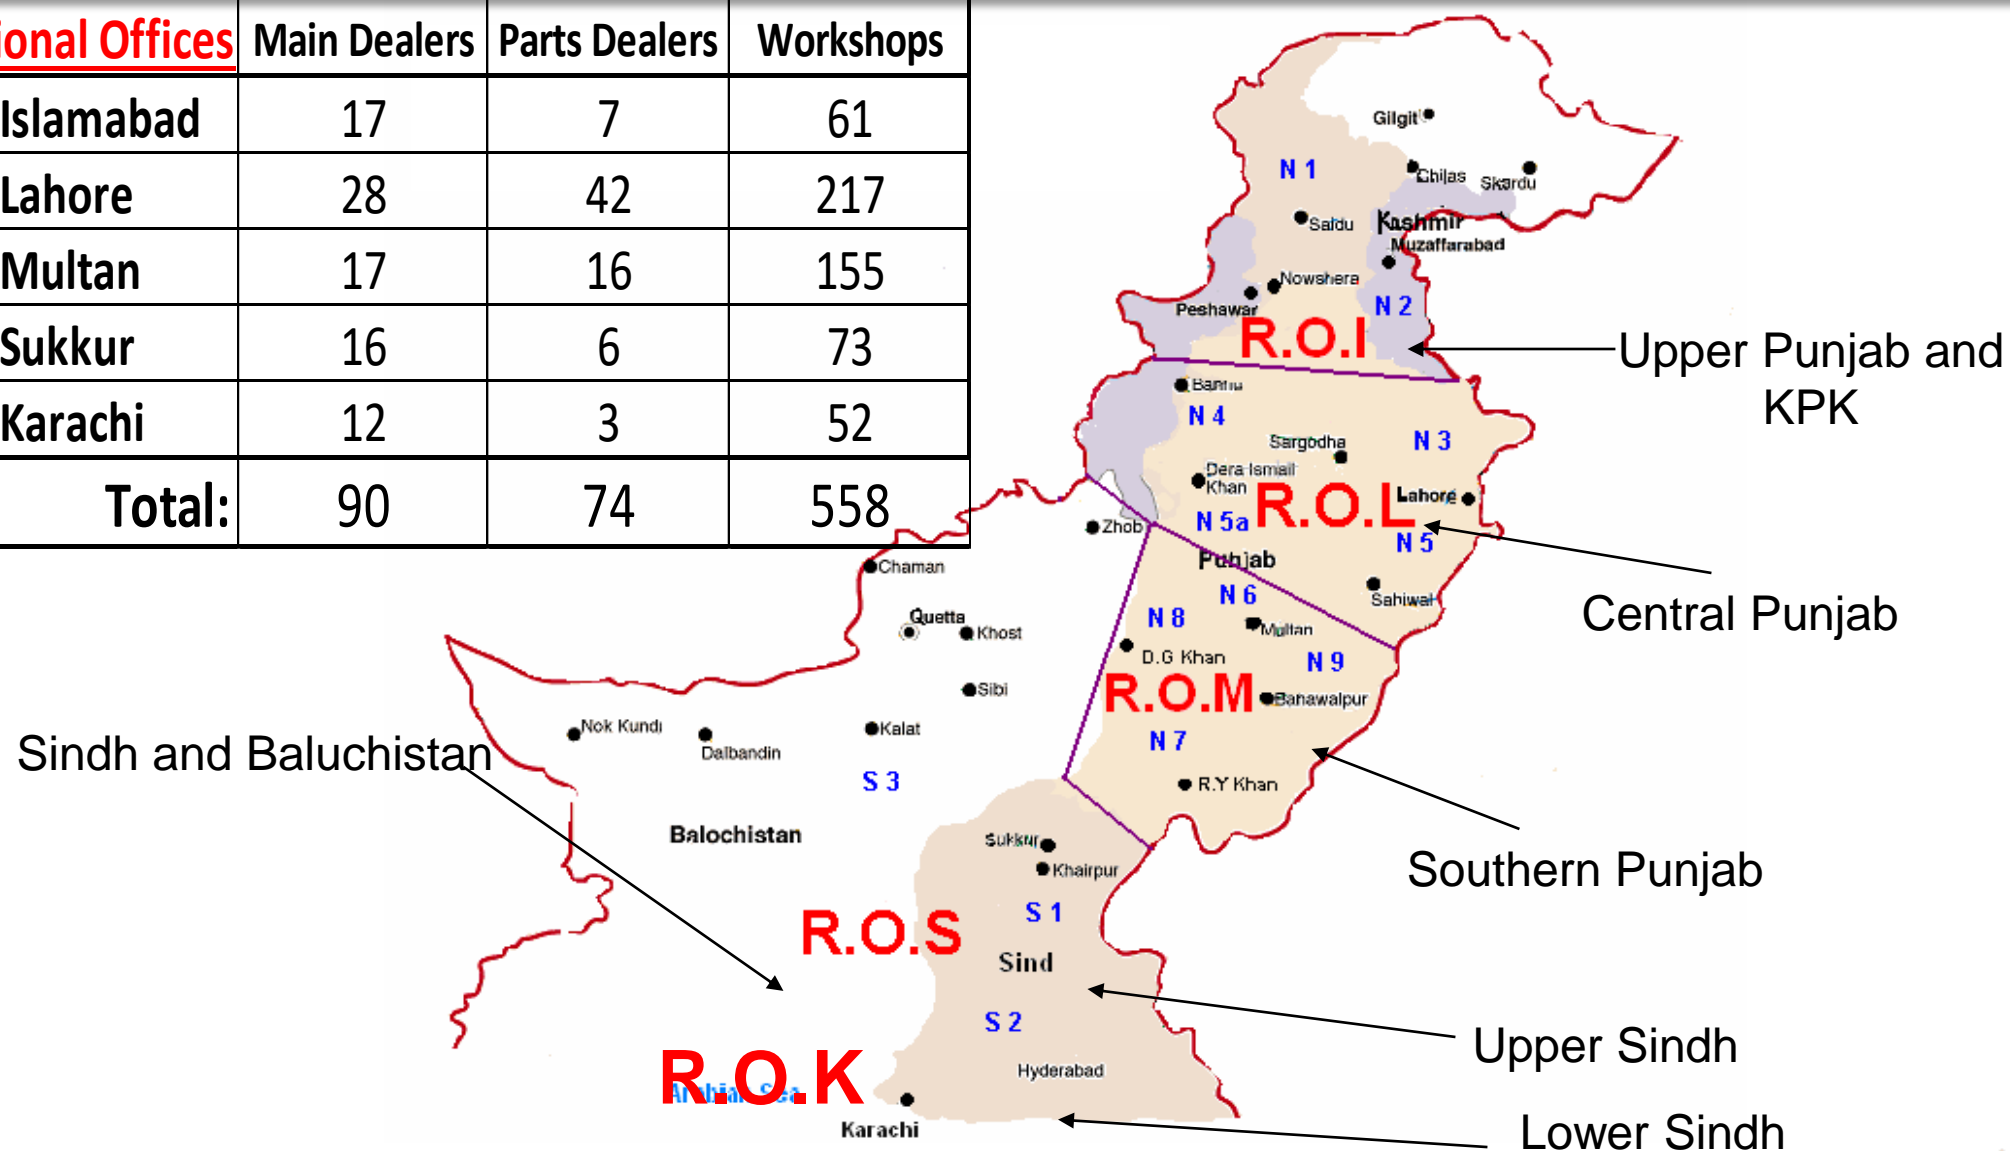 ional Offices Main Dealers Parts Dealers Workshops
Islamabad 17 7 61
Lahore 28 42 217
Multan 17 16 155
Sukkur 16 6 73
Karachi 12 3 52
Total: 90 74 558
Gilgit
Chilas Skardu
N 1
Saidu
Kashmir
Muzaffarabad
Nowshera
Peshawar
N 2
R.O.I
Upper Punjab and
KPK
Bannu
N 4
Sargodha
N 3
Dera Ismail
Khan
Lahore
R.O.L
N 5a
N 5
Zhob
Punjab
Chaman
N 6
Sahiwal
Central Punjab
Quetta
Khost
N 8
Multan
D.G Khan
N 9
Sibi
R.O.M
Banawalpur
Nok Kundi
Dalbandin
Kalat
N 7
Sindh and Baluchistan
S 3
R.Y Khan
Balochistan
Sukkur
Khairpur
Southern Punjab
S 1
R.O.S
Sind
S 2
Upper Sindh
Hyderabad
R.O.K
Arabian Sea
Karachi
Lower Sindh